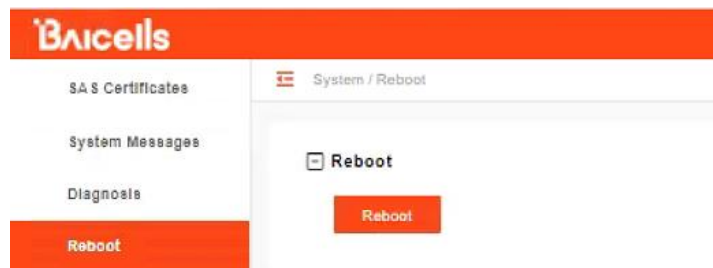 Baicells
SAS Certificates
System / Reboot
System Messages
Reboot
Diagnosis
Reboot
Reboot